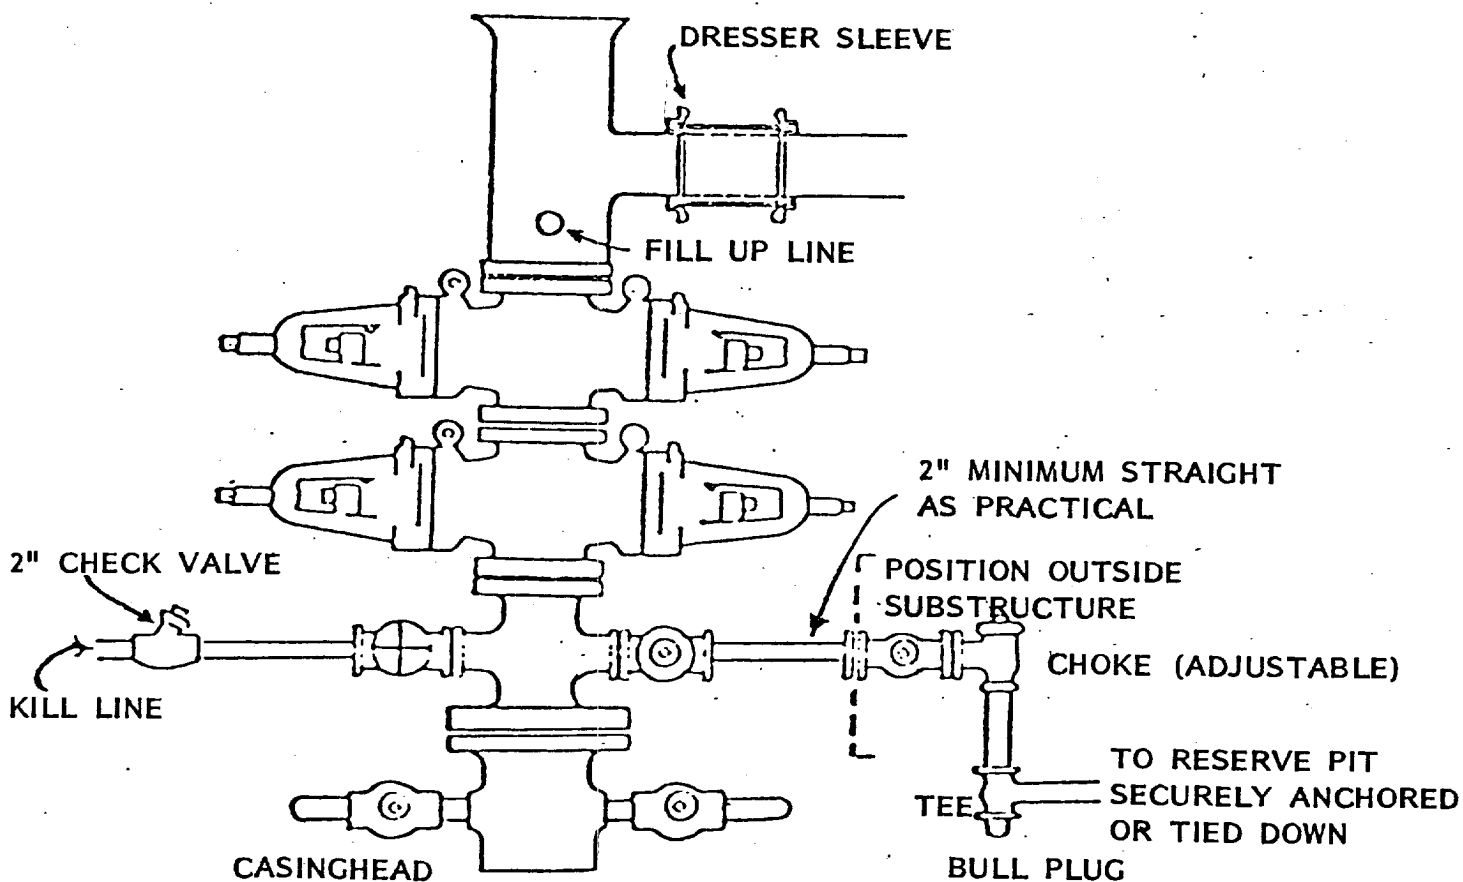 DRESSER SLEEVE
FILL UP LINE
2" MINIMUM STRAIGHT
AS PRACTICAL
2" CHECK VALVE
POSITION OUTSIDE
SUBSTRUCTURE
CHOKE (ADJUSTABLE)
KILL LINE
TO RESERVE PIT
SECURELY ANCHORED
OR TIED DOWN
TEE
CASINGHEAD
BULL PLUG